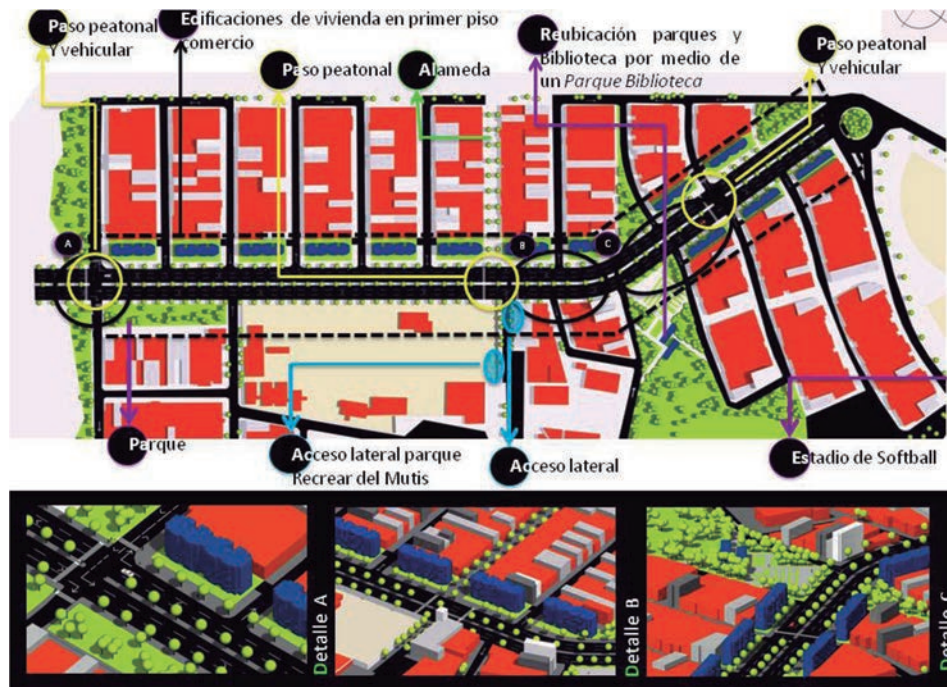 Paso peatonal
Y vehicular
Edificaciones de vivienda en primer piso
comercio
Paso peatonal
Alameda
Reubicación parques y
Biblioteca por medio de
un Parque Biblioteca
Paso peatonal
Y vehicular
A
B
C
Parque
Acceso lateral parque
Recrear del Mutis
Acceso lateral
Estadio de Softball
Detalle A
Detalle B
Detalle C